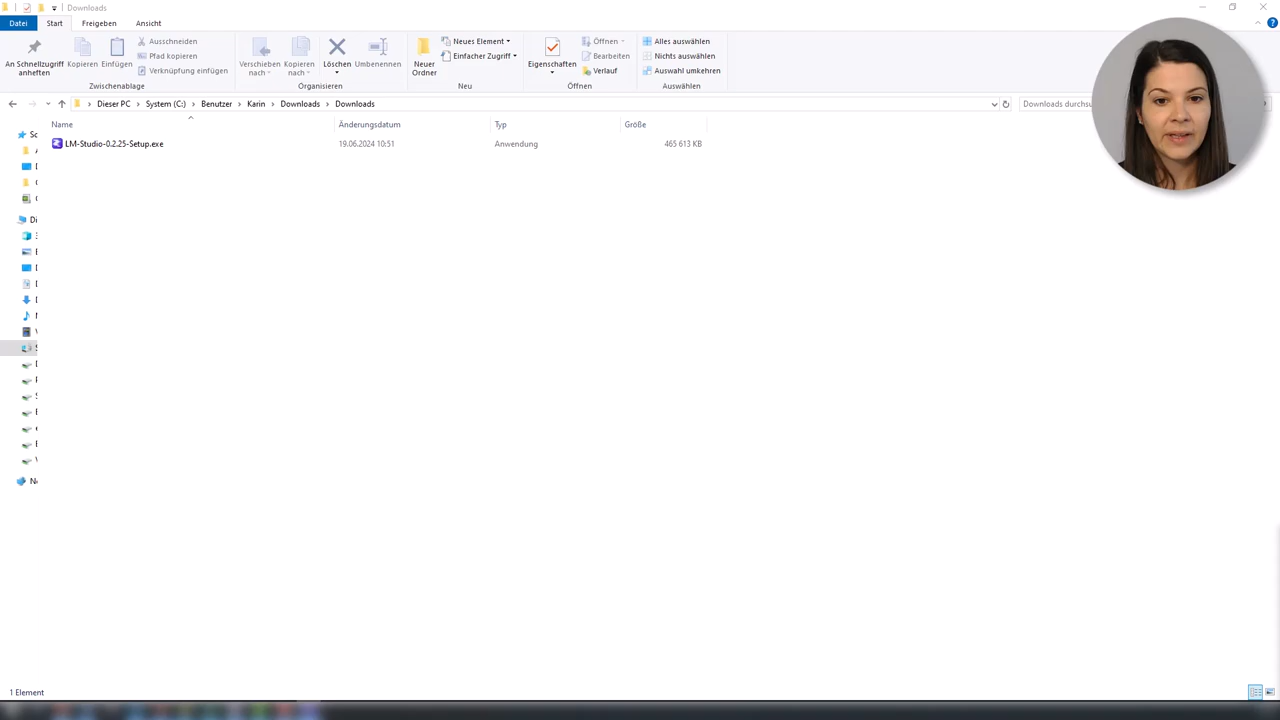 Downloads
Datei Start Freigeben Ansicht
An Schnellzugriff anheften
Kopieren
Einfügen
Ausschneiden
Pfad kopieren
Verknüpfung einfügen
Zwischenablage
Verschieben nach
Kopieren nach
Löschen
Umbenennen
Organisieren
Neuer Ordner
Neues Element
Einfacher Zugriff
Neu
Eigenschaften
Öffnen
Bearbeiten
Verlauf
Öffnen
Alles auswählen
Nichts auswählen
Auswahl umkehren
Auswählen
Dieser PC › System (C:) › Benutzer › Karin › Downloads › Downloads
Downloads durchsu
Name Änderungsdatum Typ Größe
LM-Studio-0.2.25-Setup.exe 19.06.2024 10:51 Anwendung 465 613 KB
1 Element